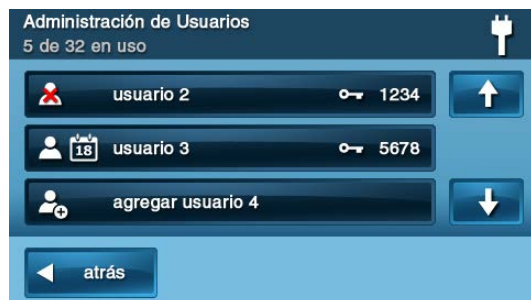 Administración de Usuarios
5 de 32 en uso
usuario 2 1234
18 usuario 3 5678
agregar usuario 4
atrás